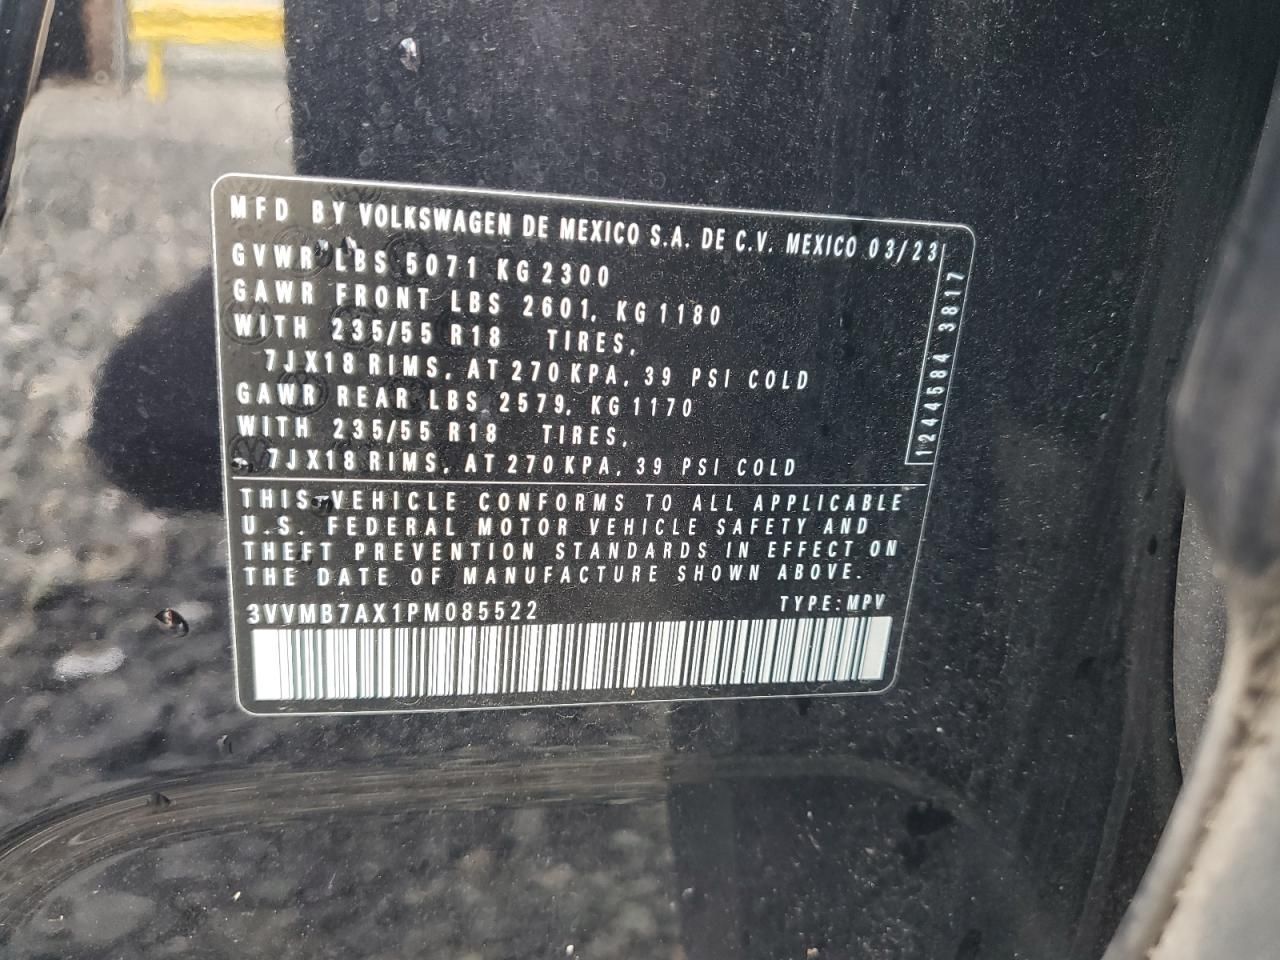 MFD BY VOLKSWAGEN DE MEXICO S.A. DE C.V. MEXICO 03/23
GVWR LBS 5071 KG 2300
GAWR FRONT LBS 2601, KG 1180
WITH 235/55 R18 TIRES,
7JX18 RIMS, AT 270 KPA, 39 PSI COLD
GAWR REAR LBS 2579, KG 1170
WITH 235/55 R18 TIRES,
7JX18 RIMS, AT 270 KPA, 39 PSI COLD
1244584 3817
THIS VEHICLE CONFORMS TO ALL APPLICABLE
U.S. FEDERAL MOTOR VEHICLE SAFETY AND
THEFT PREVENTION STANDARDS IN EFFECT ON
THE DATE OF MANUFACTURE SHOWN ABOVE.
3VVMB7AX1PM085522 TYPE:MPV